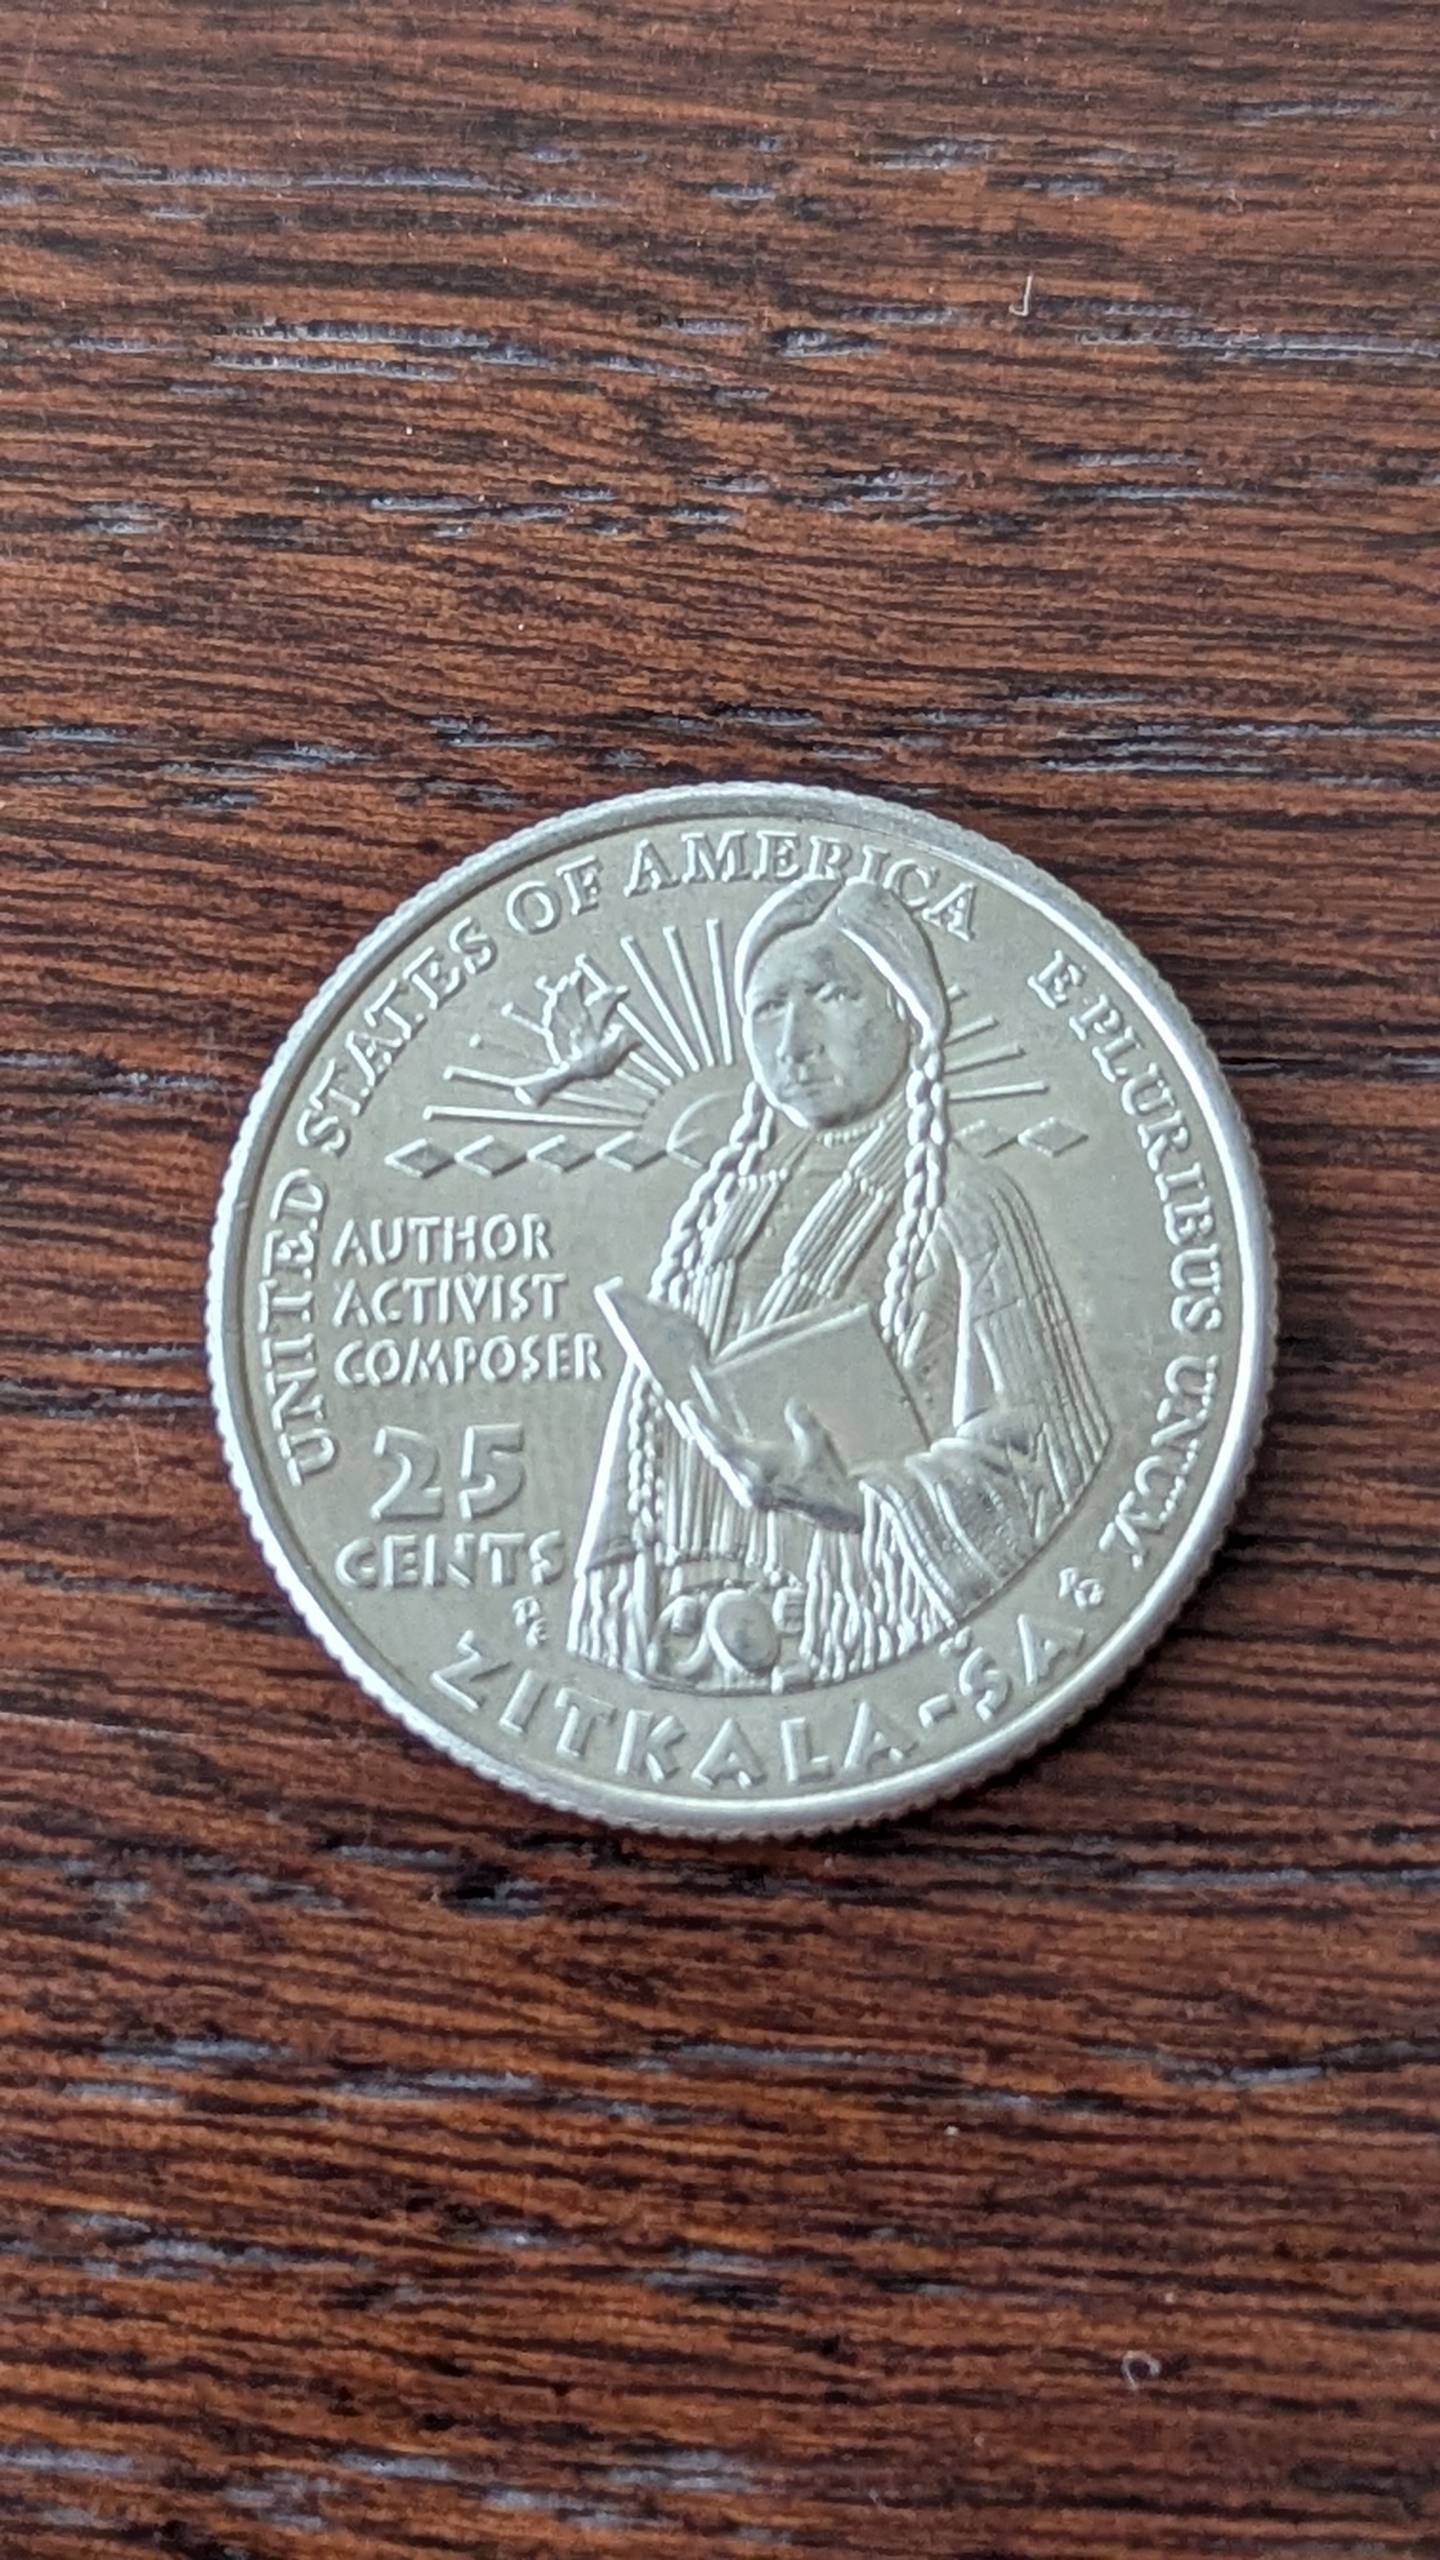 UNITED STATES OF AMERICA
E PLURIBUS UNUM
AUTHOR
ACTIVIST
COMPOSER
25
CENTS
ZITKALA-ŠA